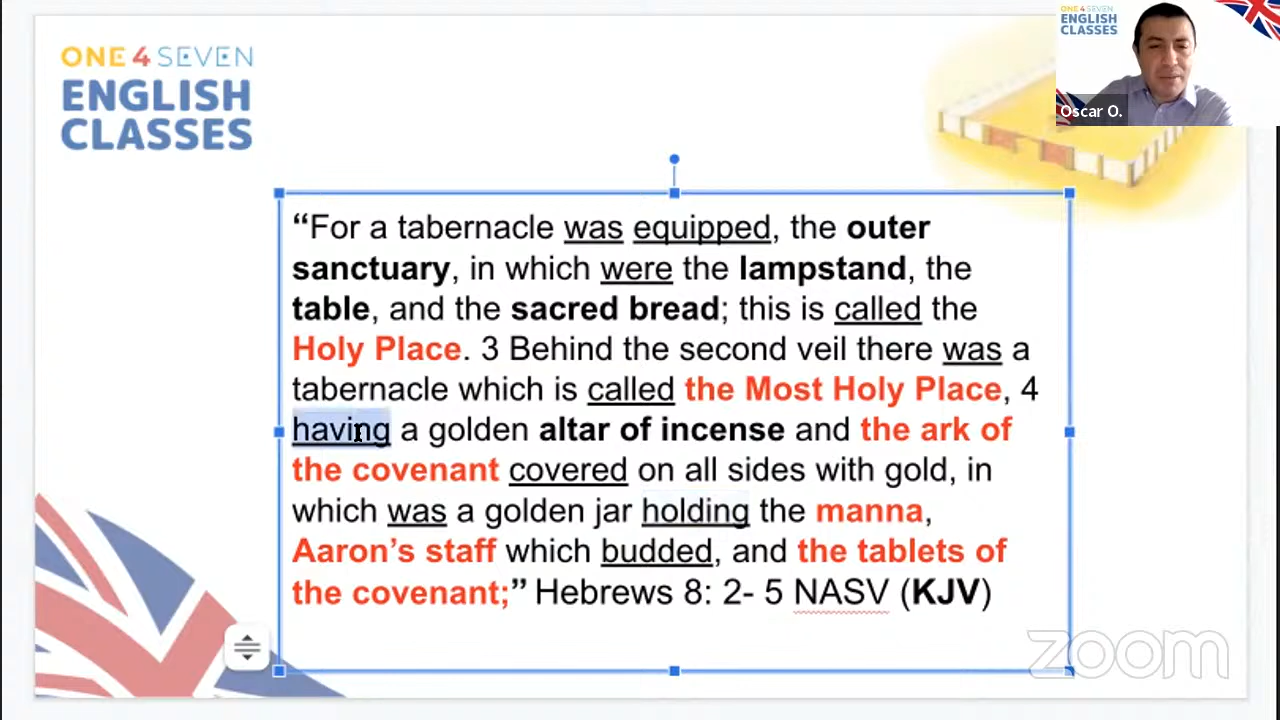 ONE 4 SEVEN
ENGLISH
CLASSES
ONE 4 SEVEN
ENGLISH
CLASSES
Oscar O.
“For a tabernacle was equipped, the outer
sanctuary, in which were the lampstand, the
table, and the sacred bread; this is called the
Holy Place. 3 Behind the second veil there was a
tabernacle which is called the Most Holy Place, 4
having a golden altar of incense and the ark of
the covenant covered on all sides with gold, in
which was a golden jar holding the manna,
Aaron’s staff which budded, and the tablets of
the covenant;” Hebrews 8: 2- 5 NASV (KJV)
zoom